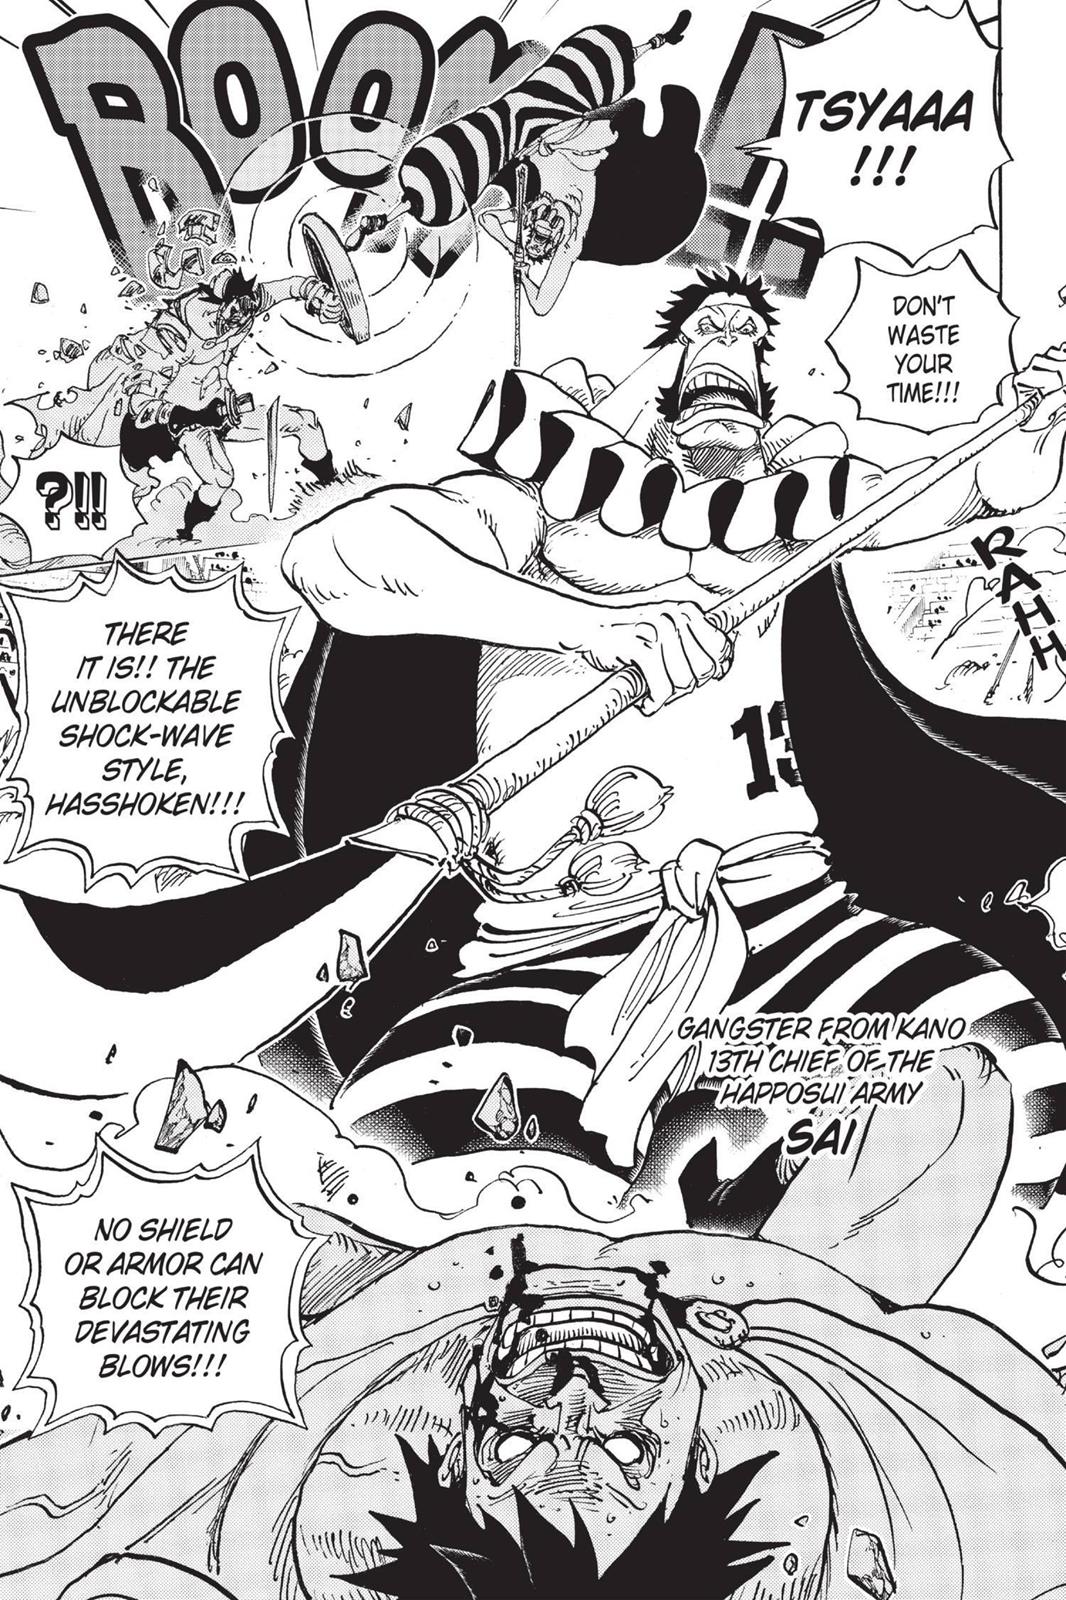 BOOM
TSYAAA
!!!
DON'T
WASTE
YOUR
TIME!!!
?!!
RAHH
THERE
IT IS!! THE
UNBLOCKABLE
SHOCK-WAVE
STYLE,
HASSHOKEN!!!
13
GANGSTER FROM KANO
13TH CHIEF OF THE
HAPPOSUI ARMY
SAI
NO SHIELD
OR ARMOR CAN
BLOCK THEIR
DEVASTATING
BLOWS!!!